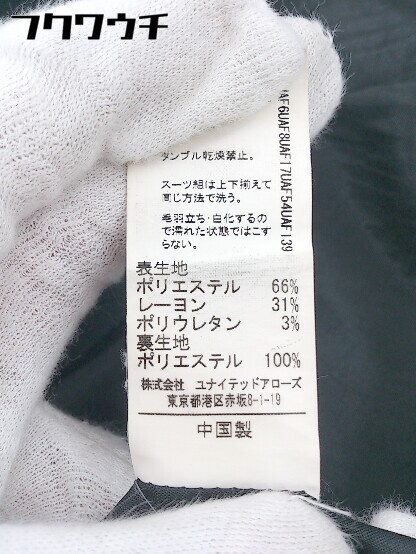 フクワウチ
タンブル乾燥禁止。
スーツ組は上下揃えて
同じ方法で洗う。
毛羽立ち・白化するので
濡れた状態ではこす
らない。
表生地
ポリエステル 66%
レーヨン 31%
ポリウレタン 3%
裏生地
ポリエステル 100%
株式会社 ユナイテッドアローズ
東京都港区赤坂8-1-19
中国製
AF6UAF8UAF17UAF54UAF139